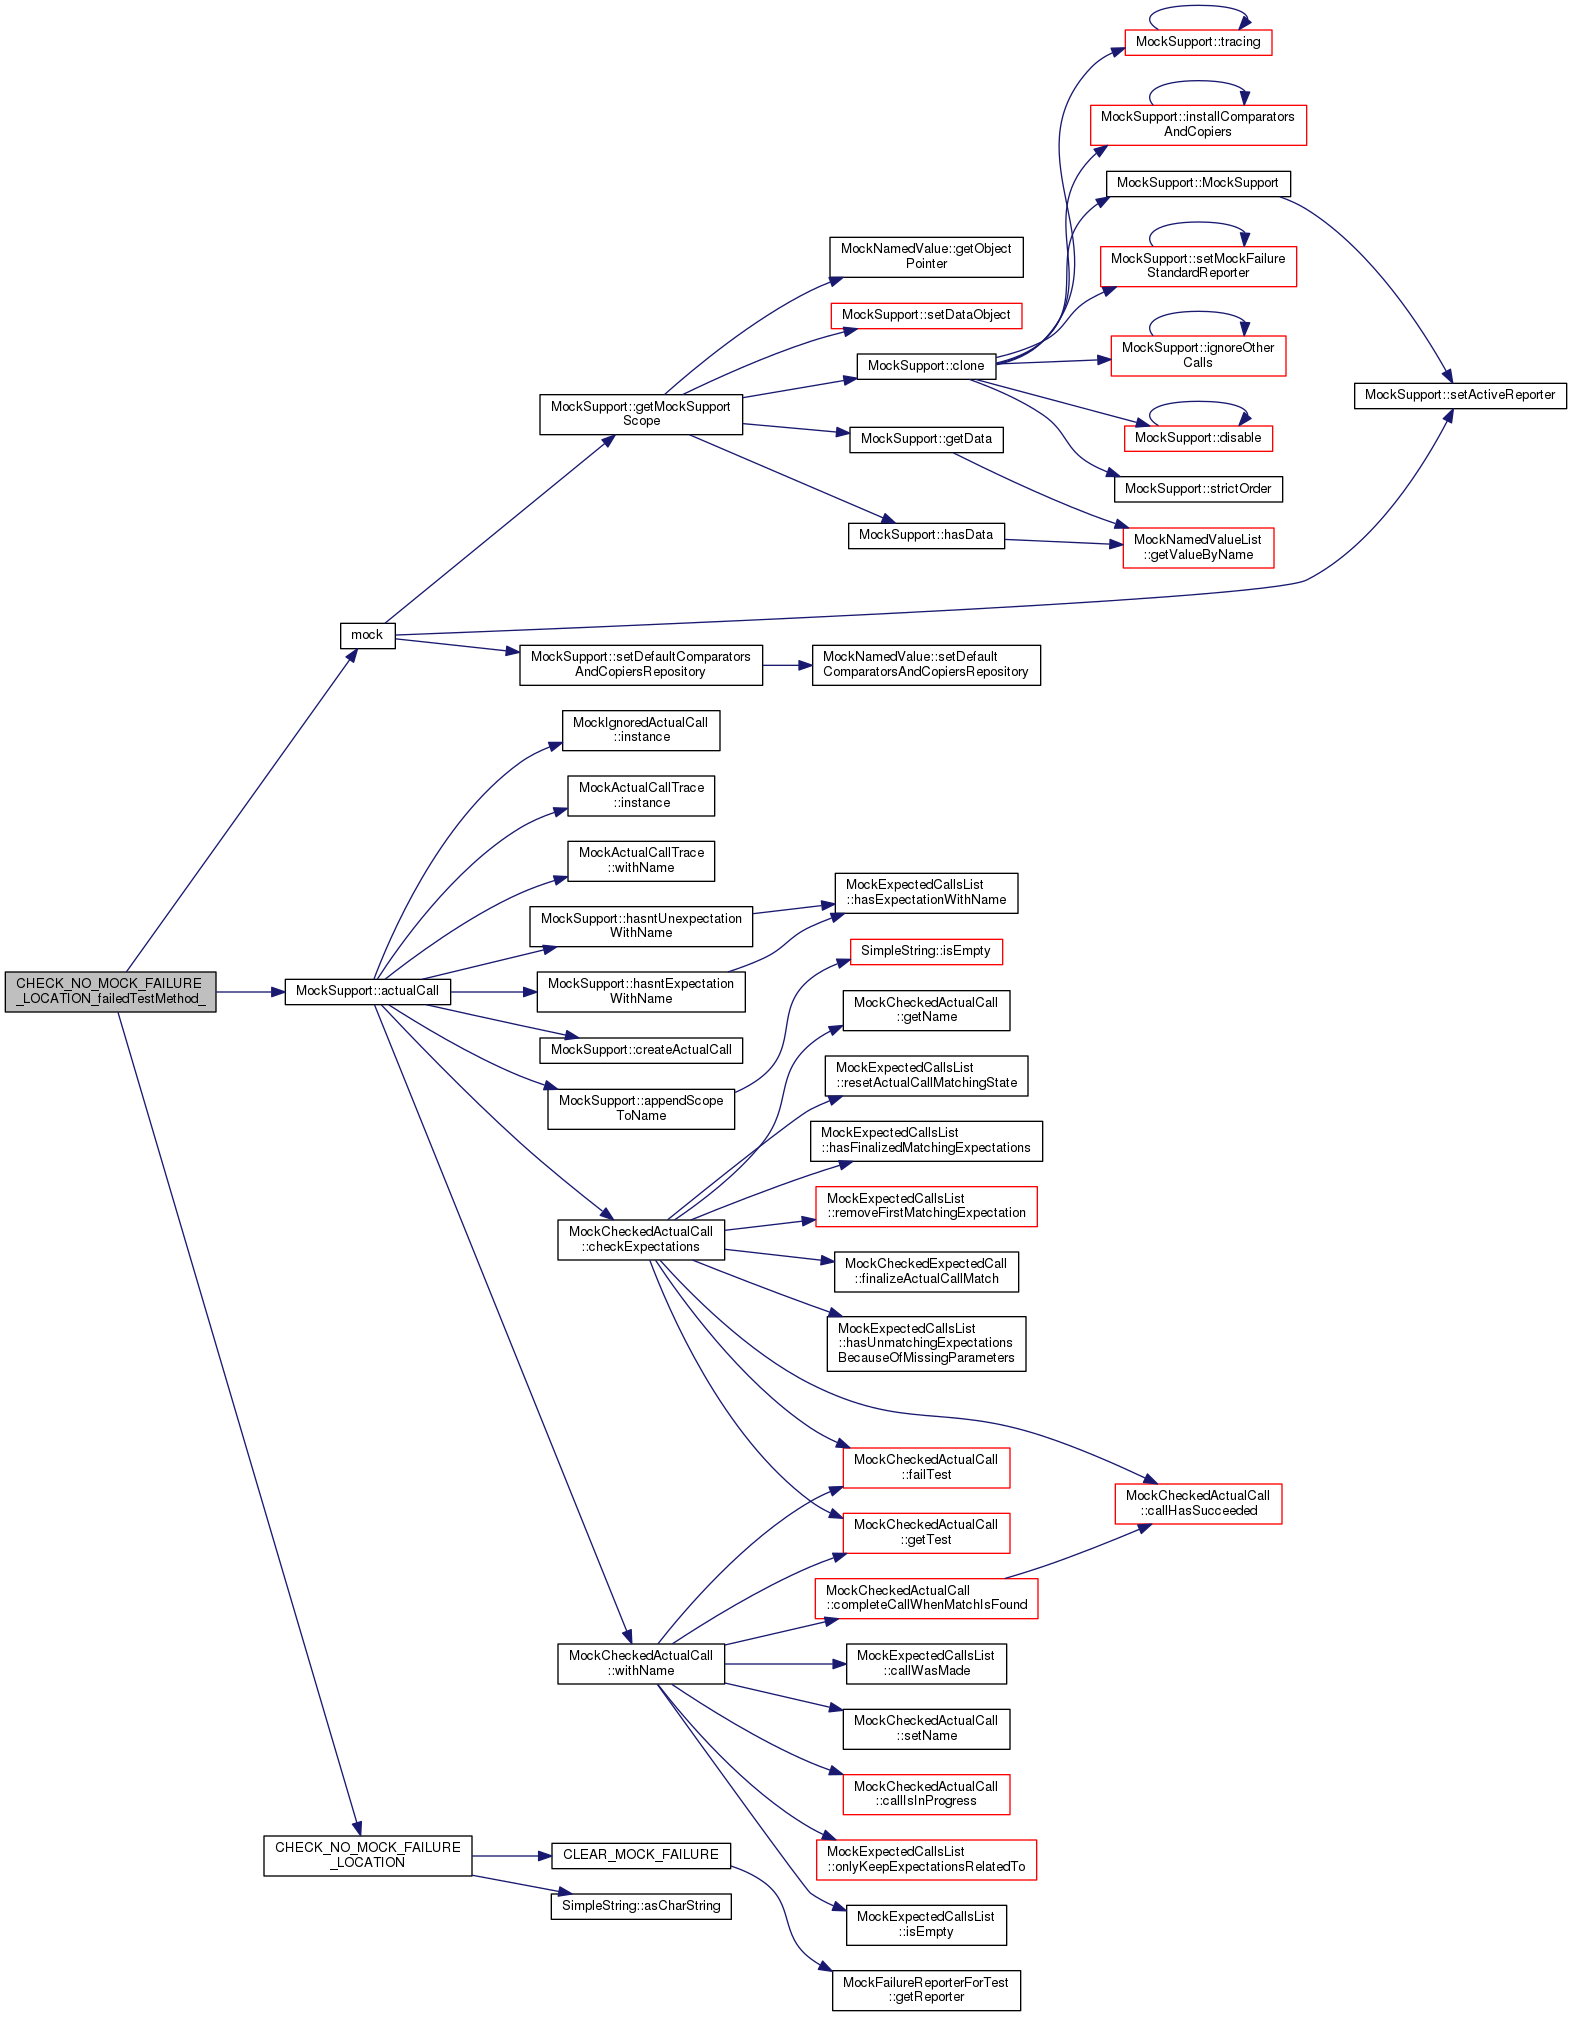 MockSupport::tracing
MockSupport::installComparators
AndCopiers
MockSupport::MockSupport
MockNamedValue::getObject
Pointer
MockSupport::setMockFailure
StandardReporter
MockSupport::setDataObject
MockSupport::ignoreOther
Calls
MockSupport::clone
MockSupport::setActiveReporter
MockSupport::getMockSupport
Scope
MockSupport::getData
MockSupport::disable
MockSupport::strictOrder
MockSupport::hasData
MockNamedValueList
::getValueByName
mock
MockSupport::setDefaultComparators
AndCopiersRepository
MockNamedValue::setDefault
ComparatorsAndCopiersRepository
MockIgnoredActualCall
::instance
MockActualCallTrace
::instance
MockActualCallTrace
::withName
MockExpectedCallsList
::hasExpectationWithName
MockSupport::hasntUnexpectation
WithName
SimpleString::isEmpty
CHECK_NO_MOCK_FAILURE
_LOCATION_failedTestMethod_
MockSupport::actualCall
MockSupport::hasntExpectation
WithName
MockCheckedActualCall
::getName
MockSupport::createActualCall
MockExpectedCallsList
::resetActualCallMatchingState
MockSupport::appendScope
ToName
MockExpectedCallsList
::hasFinalizedMatchingExpectations
MockExpectedCallsList
::removeFirstMatchingExpectation
MockCheckedActualCall
::checkExpectations
MockCheckedExpectedCall
::finalizeActualCallMatch
MockExpectedCallsList
::hasUnmatchingExpectations
BecauseOfMissingParameters
MockCheckedActualCall
::failTest
MockCheckedActualCall
::callHasSucceeded
MockCheckedActualCall
::getTest
MockCheckedActualCall
::completeCallWhenMatchIsFound
MockCheckedActualCall
::withName
MockExpectedCallsList
::callWasMade
MockCheckedActualCall
::setName
MockCheckedActualCall
::callIsInProgress
CHECK_NO_MOCK_FAILURE
_LOCATION
CLEAR_MOCK_FAILURE
MockExpectedCallsList
::onlyKeepExpectationsRelatedTo
SimpleString::asCharString
MockExpectedCallsList
::isEmpty
MockFailureReporterForTest
::getReporter